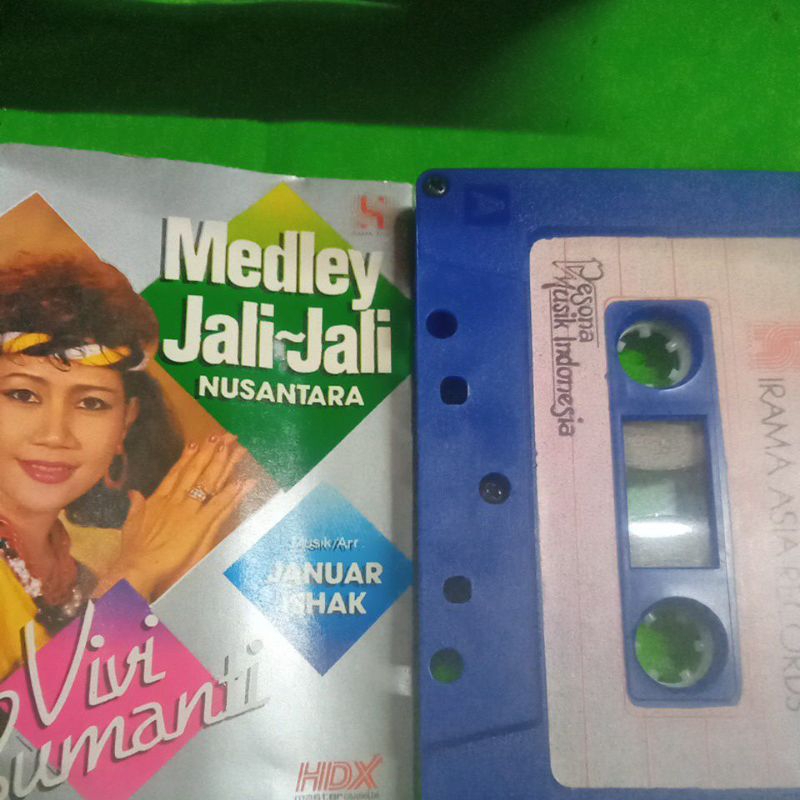 Medley
Jali~Jali
NUSANTARA
Musik/Arr.
JANUAR
ISHAK
Vivi
Sumanti
HDX
Pesona
Musik Indonesia
IRAMA ASIA RECORDS
A